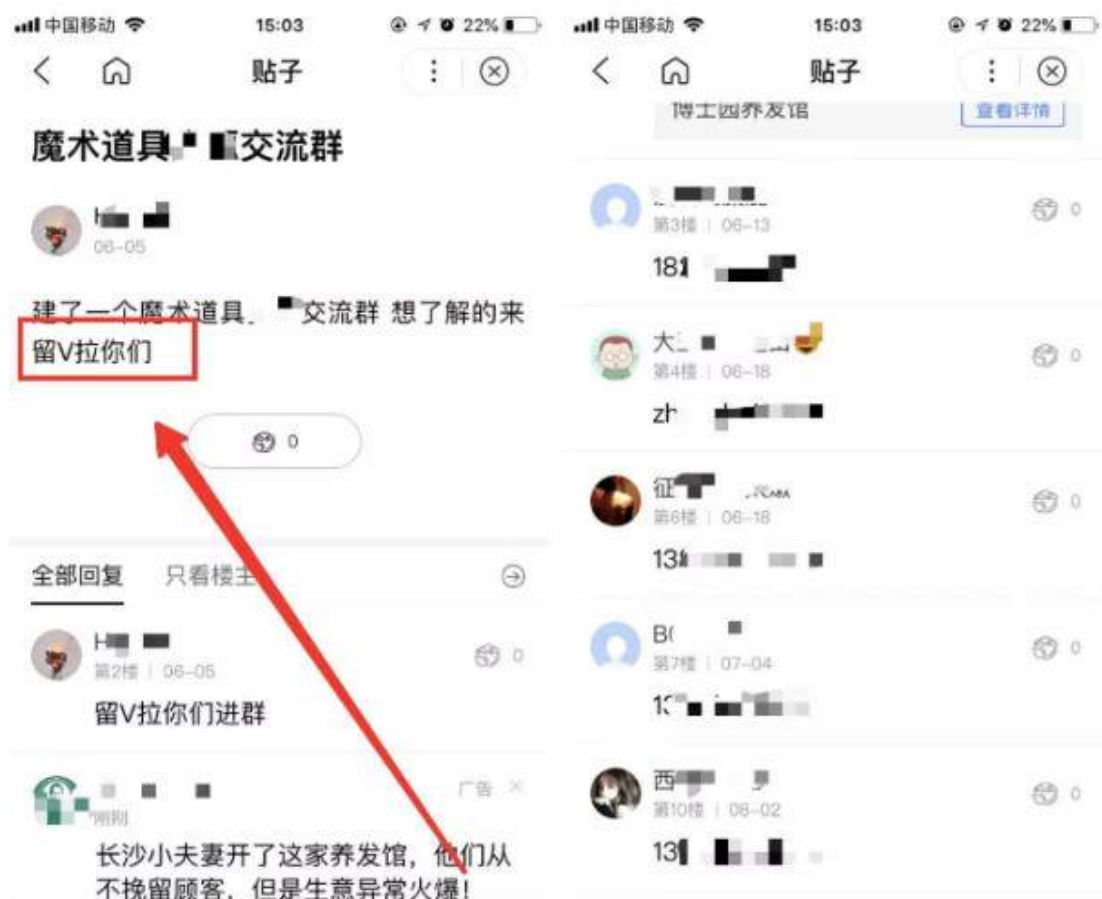 中国移动
15:03
22%
贴子
魔术道具 交流群
06-05
建了一个魔术道具 交流群 想了解的来
留V拉你们
0
全部回复 只看楼主
第2楼 | 06-05
0
留V拉你们进群
广告
刚刚
长沙小夫妻开了这家养发馆，他们从
不挽留顾客，但是生意异常火爆！
中国移动
15:03
22%
贴子
博士园养发馆
查看详情
第3楼 | 06-13
0
181
大
第4楼 | 06-18
0
zh
征
第6楼 | 06-18
0
13
B
第7楼 | 07-04
0
13
西
第10楼 | 08-02
0
13